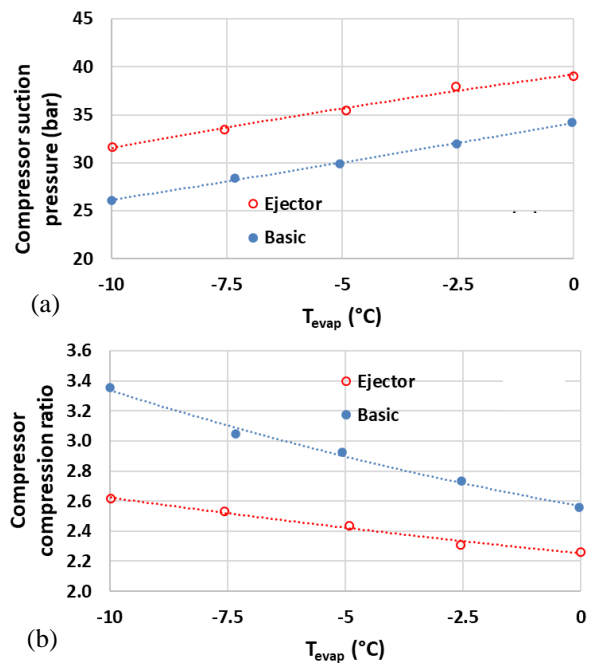 45
40
35
30
25
20
Compressor suction
pressure (bar)
Ejector
Basic
-10 -7.5 -5 -2.5 0
(a)
T_evap (°C)
3.6
3.4
3.2
3.0
2.8
2.6
2.4
2.2
2.0
Compressor
compression ratio
Ejector
Basic
-10 -7.5 -5 -2.5 0
(b)
T_evap (°C)